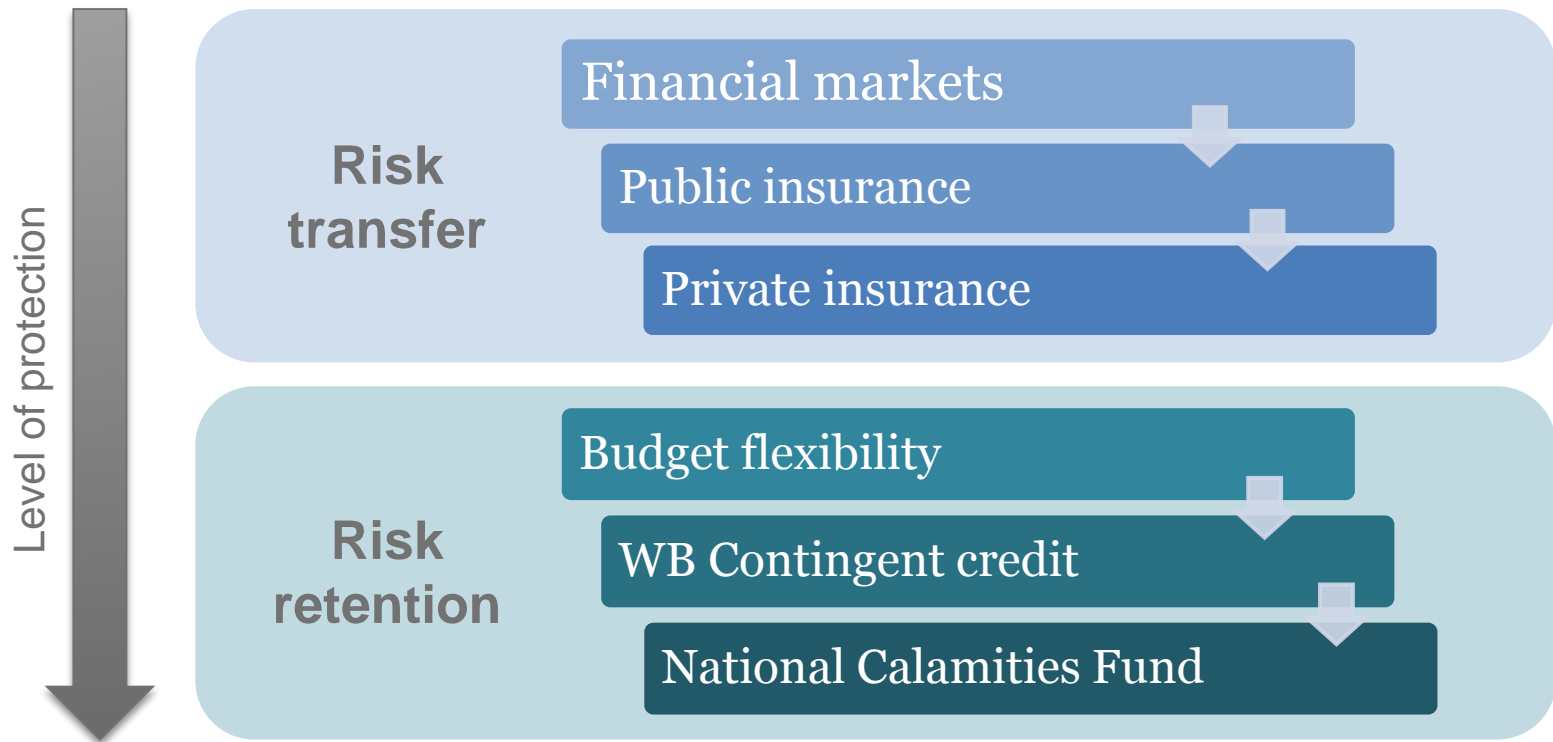 Level of protection
Risk
transfer
Financial markets
Public insurance
Private insurance
Risk
retention
Budget flexibility
WB Contingent credit
National Calamities Fund